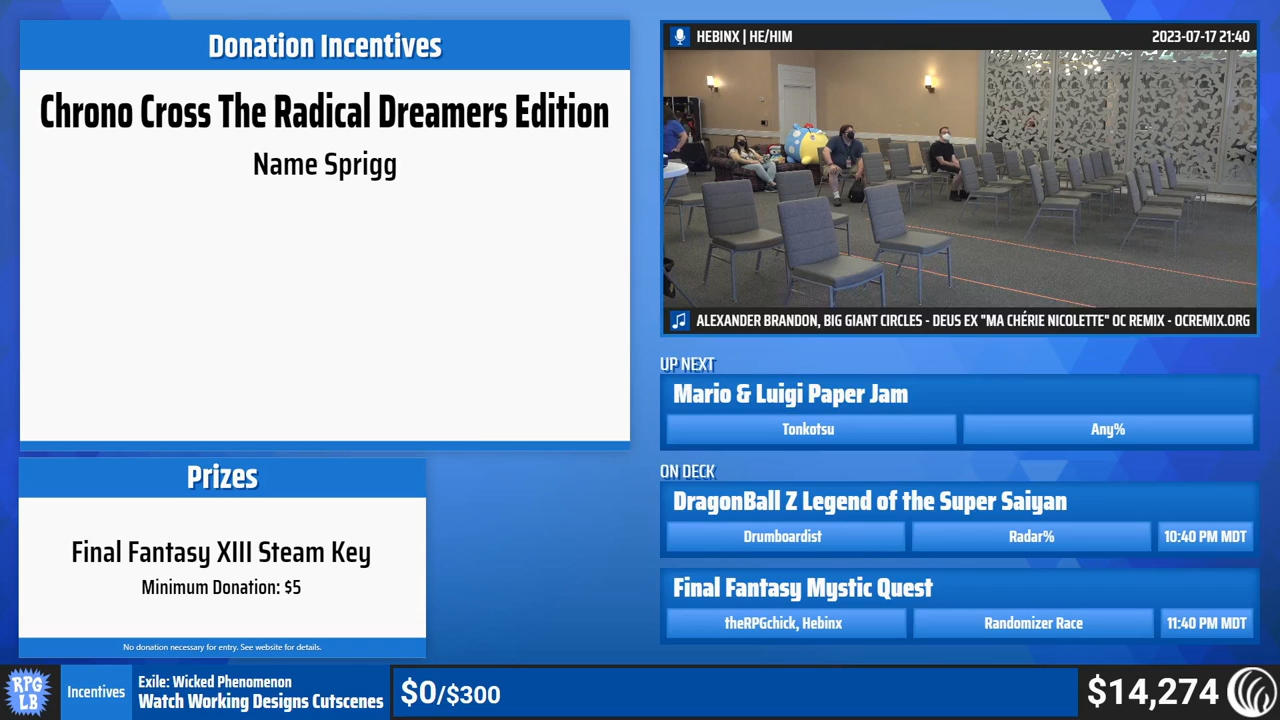 Donation Incentives
Chrono Cross The Radical Dreamers Edition
Name Sprigg
Prizes
Final Fantasy XIII Steam Key
Minimum Donation: $5
No donation necessary for entry. See website for details.
HEBINX | HE/HIM
2023-07-17 21:40
ALEXANDER BRANDON, BIG GIANT CIRCLES - DEUS EX "MA CHÉRIE NICOLETTE" OC REMIX - OCREMIX.ORG
UP NEXT
Mario & Luigi Paper Jam
Tonkotsu
Any%
ON DECK
DragonBall Z Legend of the Super Saiyan
Drumboardist
Radar%
10:40 PM MDT
Final Fantasy Mystic Quest
theRPGchick, Hebinx
Randomizer Race
11:40 PM MDT
RPG
LB
Incentives
Exile: Wicked Phenomenon
Watch Working Designs Cutscenes
$0/$300
$14,274